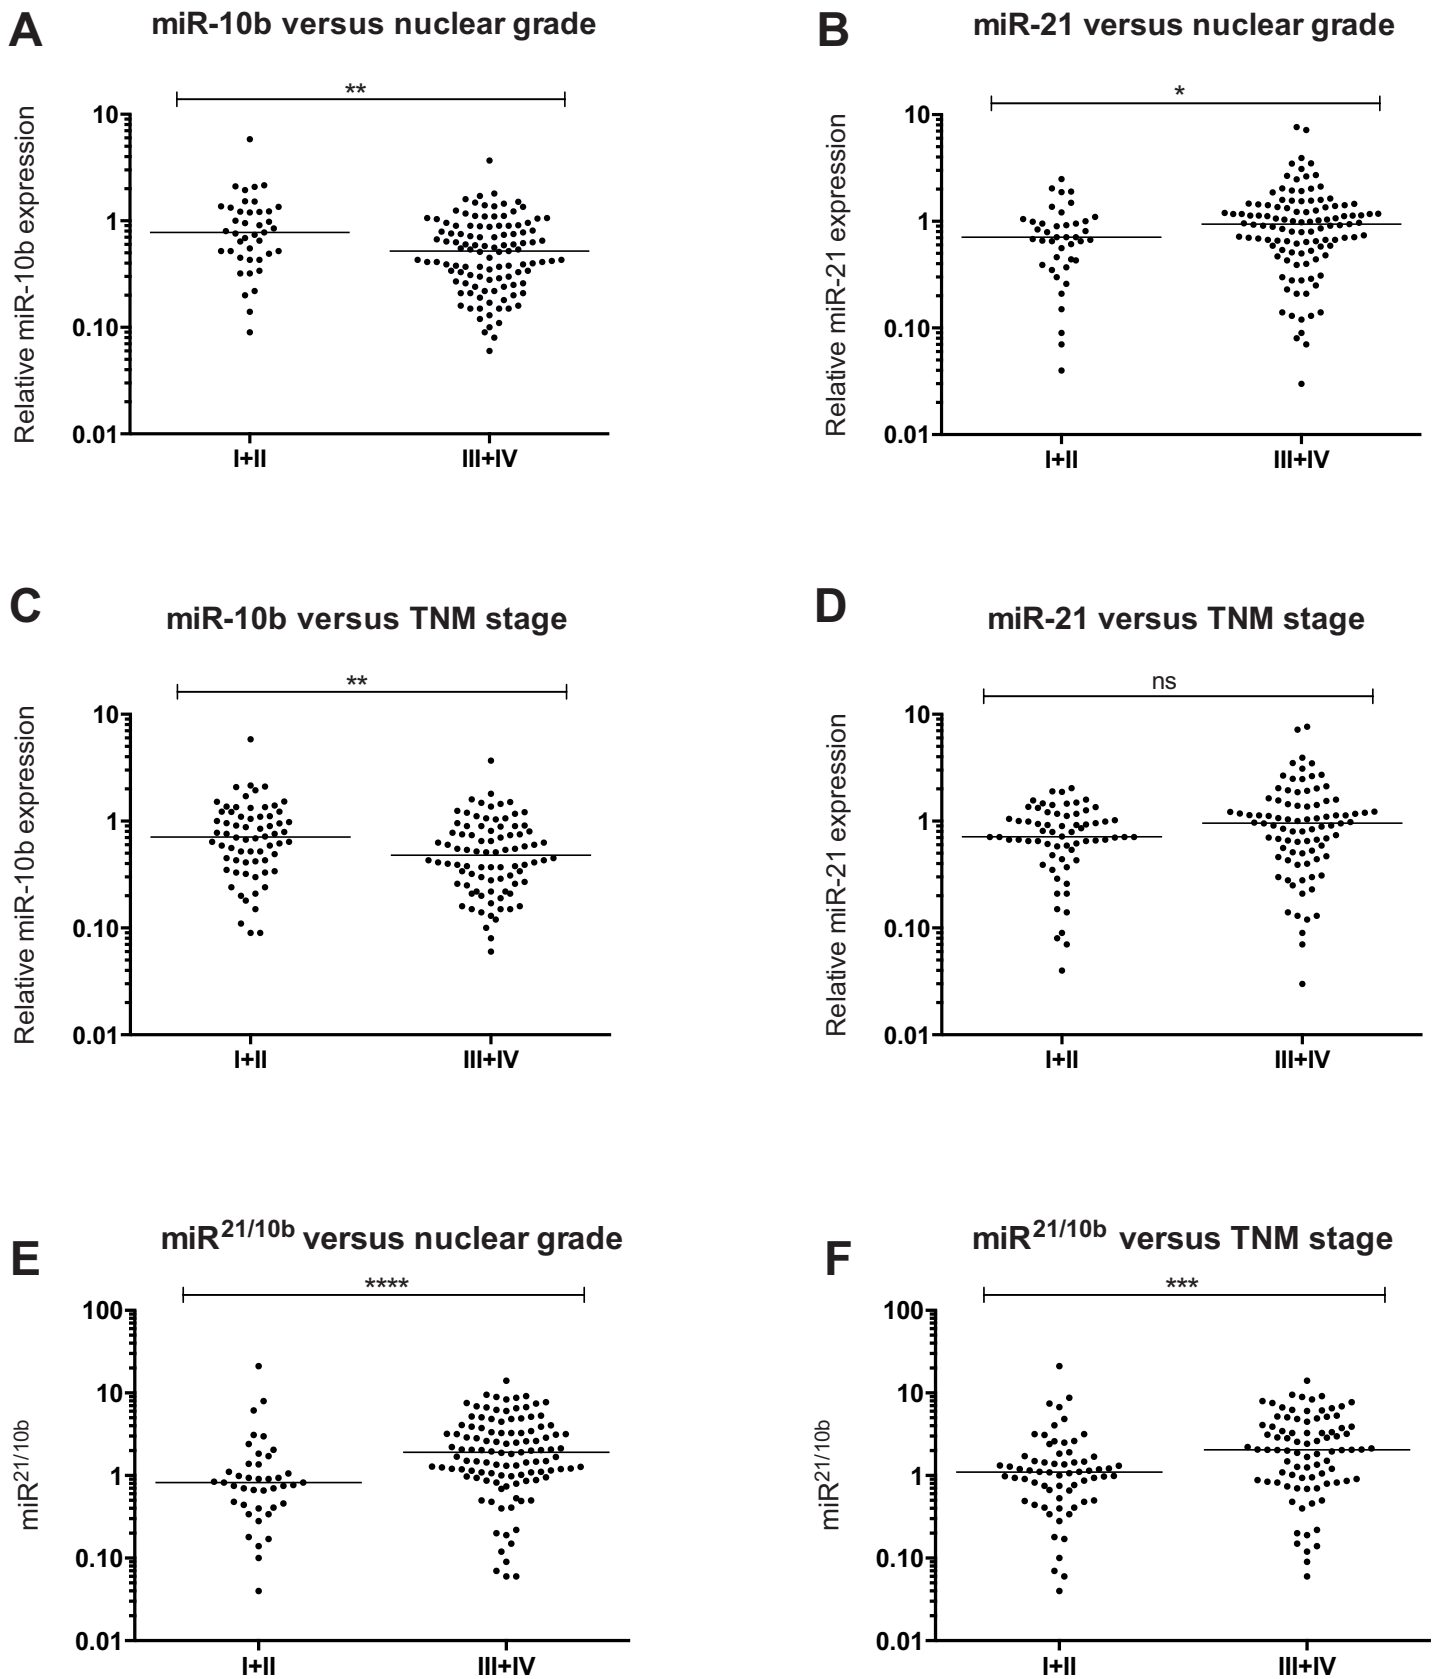 A
miR-10b versus nuclear grade
**
Relative miR-10b expression
10
1
0.10
0.01
I+II
III+IV
B
miR-21 versus nuclear grade
*
Relative miR-21 expression
10
1
0.10
0.01
I+II
III+IV
C
miR-10b versus TNM stage
**
Relative miR-10b expression
10
1
0.10
0.01
I+II
III+IV
D
miR-21 versus TNM stage
ns
Relative miR-21 expression
10
1
0.10
0.01
I+II
III+IV
E
miR21/10b versus nuclear grade
****
miR21/10b
100
10
1
0.10
0.01
I+II
III+IV
F
miR21/10b versus TNM stage
***
miR21/10b
100
10
1
0.10
0.01
I+II
III+IV